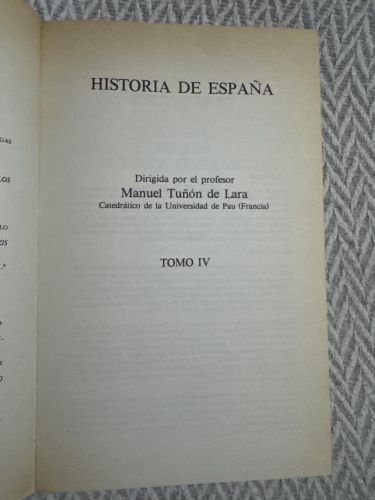 HISTORIA DE ESPAÑA
Dirigida por el profesor
Manuel Tuñón de Lara
Catedrático de la Universidad de Pau (Francia)
TOMO IV